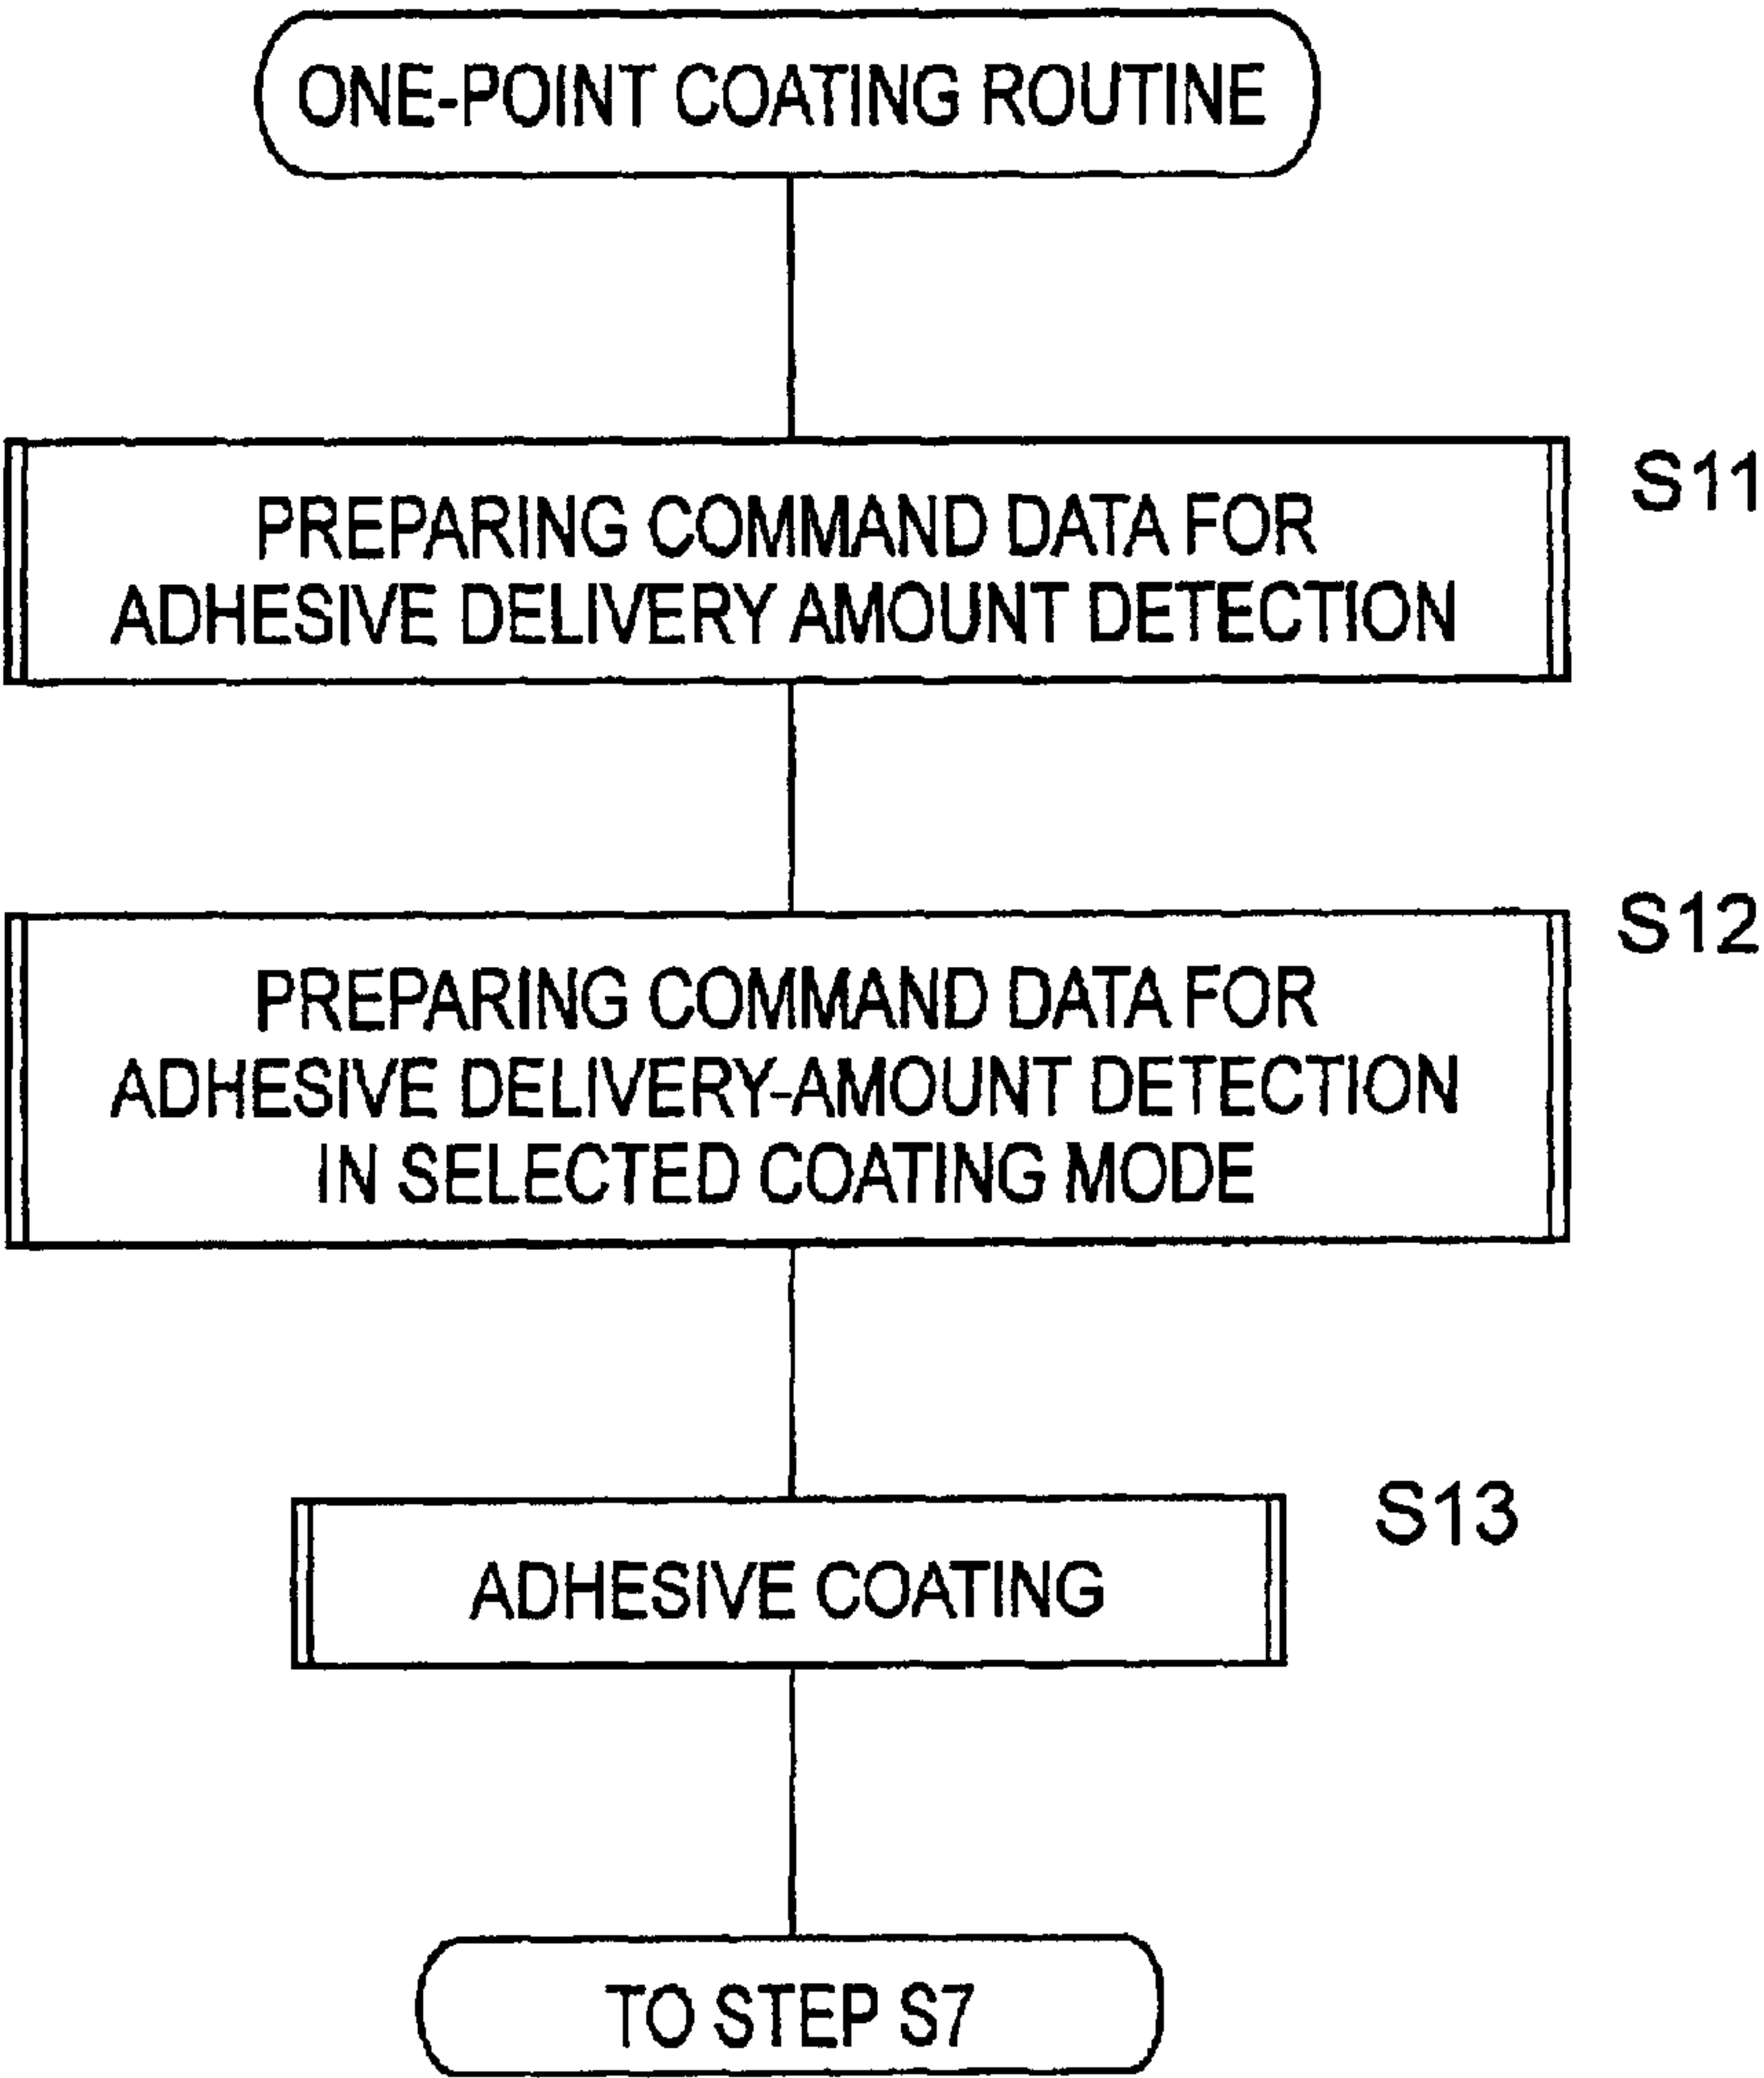 ONE-POINT COATING ROUTINE
S11
PREPARING COMMAND DATA FOR
ADHESIVE DELIVERY AMOUNT DETECTION
S12
PREPARING COMMAND DATA FOR
ADHESIVE DELIVERY-AMOUNT DETECTION
IN SELECTED COATING MODE
S13
ADHESIVE COATING
TO STEP S7